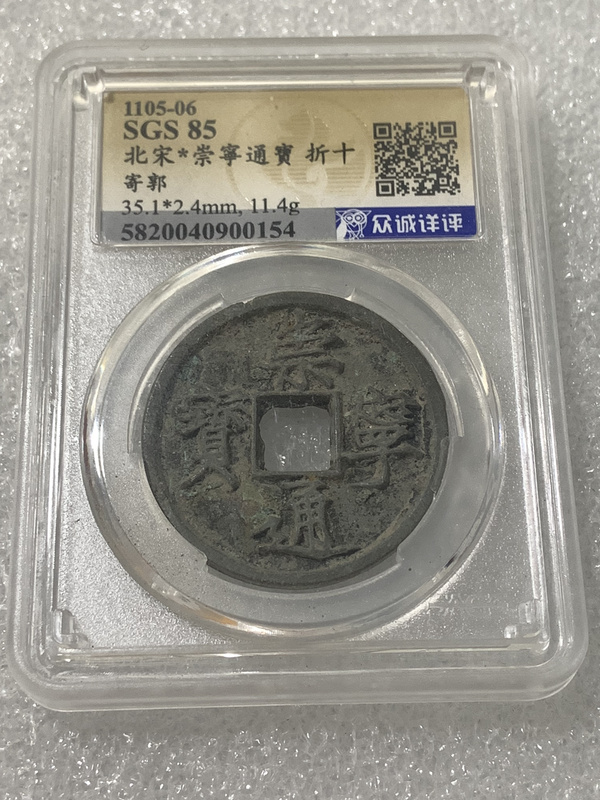 1105-06
SGS 85
北宋*崇寧通寶 折十
寄郭
35.1*2.4mm, 11.4g
5820040900154
众诚详评
崇
寧
通
寶